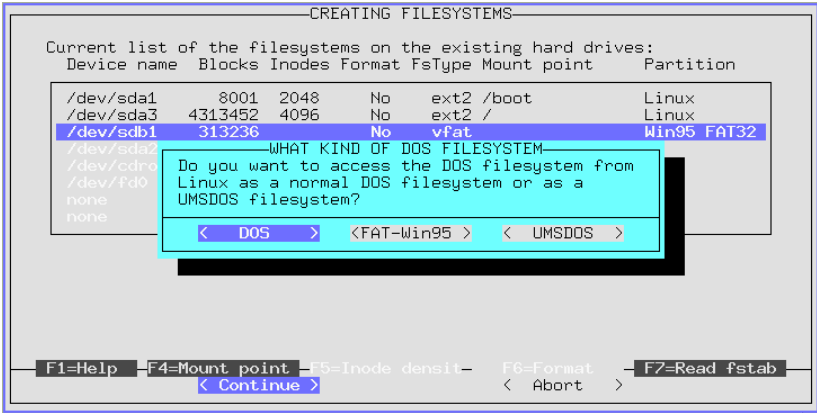 CREATING FILESYSTEMS
Current list of the filesystems on the existing hard drives:
Device name Blocks Inodes Format FsType Mount point Partition
/dev/sda1 8001 2048 No ext2 /boot Linux
/dev/sda3 4313452 4096 No ext2 / Linux
/dev/sdb1 313236 No vfat Win95 FAT32
/dev/sda2
/dev/cdro
/dev/fd0
none
none
WHAT KIND OF DOS FILESYSTEM
Do you want to access the DOS filesystem from
Linux as a normal DOS filesystem or as a
UMSDOS filesystem?
< DOS > <FAT-Win95 > < UMSDOS >
F1=Help F4=Mount point F5=Inode densit F6=Format F7=Read fstab
< Continue > < Abort >